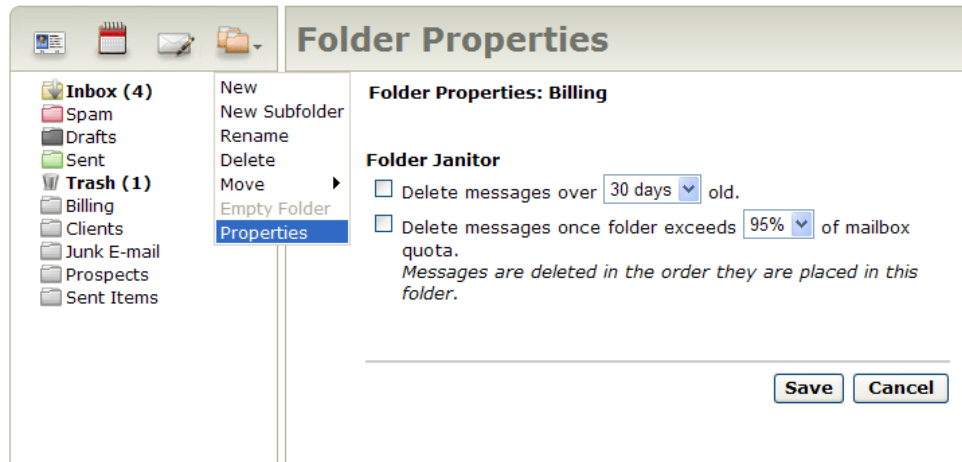 Folder Properties
Inbox (4)
Spam
Drafts
Sent
Trash (1)
Billing
Clients
Junk E-mail
Prospects
Sent Items
New
New Subfolder
Rename
Delete
Move
Empty Folder
Properties
Folder Properties: Billing
Folder Janitor
Delete messages over 30 days old.
Delete messages once folder exceeds 95% of mailbox
quota.
Messages are deleted in the order they are placed in this
folder.
Save Cancel